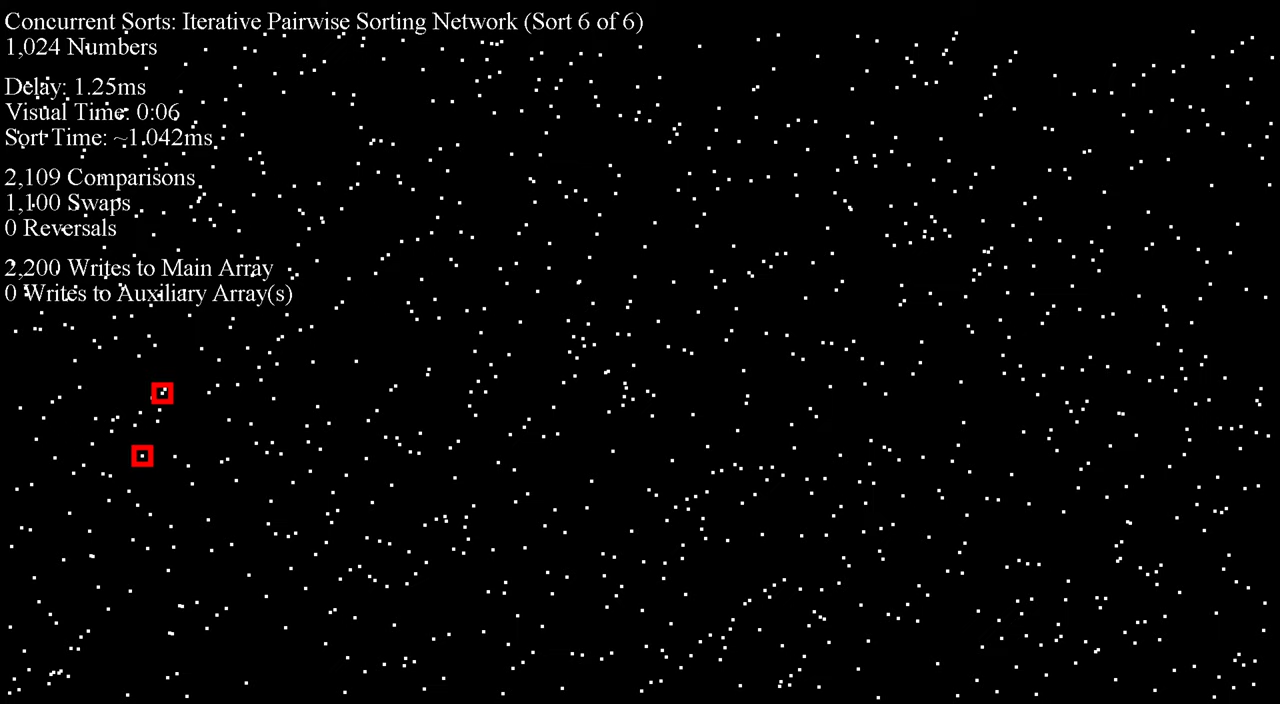 Concurrent Sorts: Iterative Pairwise Sorting Network (Sort 6 of 6)
1,024 Numbers
Delay: 1.25ms
Visual Time: 0:06
Sort Time: ~1.042ms
2,109 Comparisons
1,100 Swaps
0 Reversals
2,200 Writes to Main Array
0 Writes to Auxiliary Array(s)